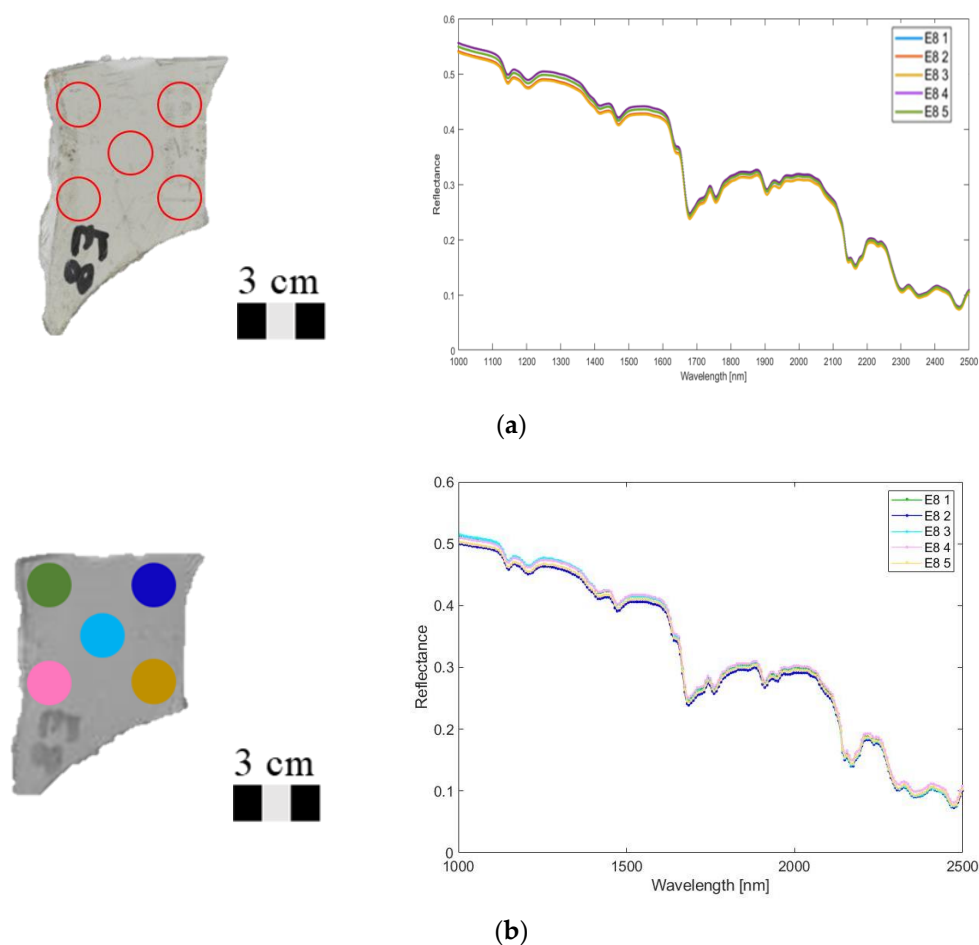 E8
3 cm
0.6
0.5
0.4
0.3
0.2
0.1
0
Reflectance
1000 1100 1200 1300 1400 1500 1600 1700 1800 1900 2000 2100 2200 2300 2400 2500
Wavelength [nm]
E8 1
E8 2
E8 3
E8 4
E8 5
(a)
E8
3 cm
0.6
0.5
0.4
0.3
0.2
0.1
0
Reflectance
1000 1500 2000 2500
Wavelength [nm]
E8 1
E8 2
E8 3
E8 4
E8 5
(b)